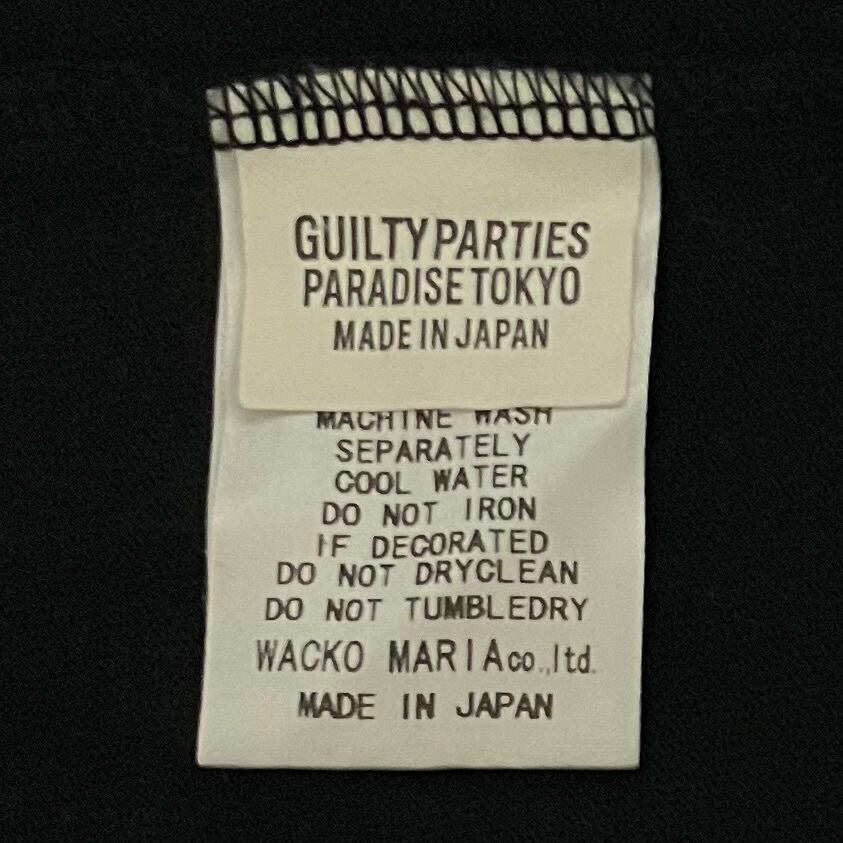 GUILTY PARTIES
PARADISE TOKYO
MADE IN JAPAN
MACHINE WASH
SEPARATELY
COOL WATER
DO NOT IRON
IF DECORATED
DO NOT DRYCLEAN
DO NOT TUMBLEDRY
WACKO MARIA co.,ltd.
MADE IN JAPAN